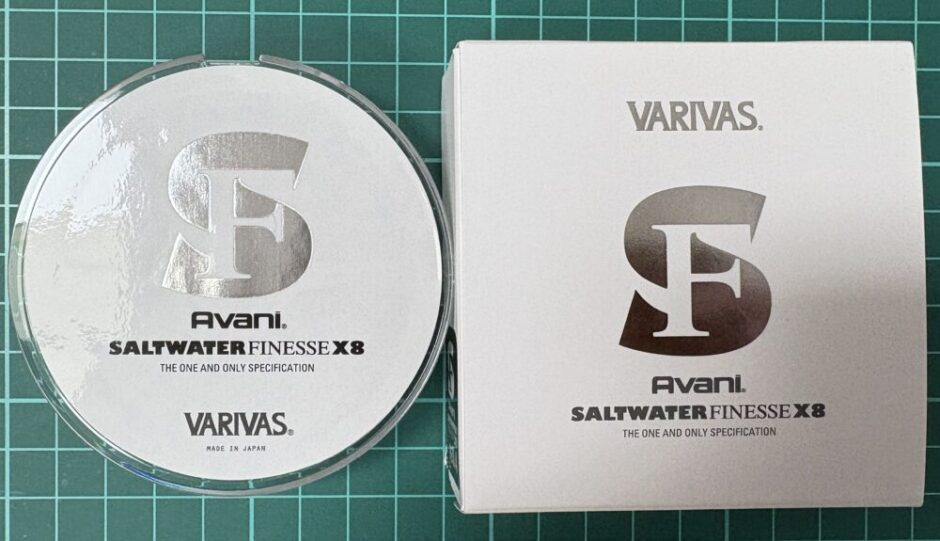 SF
Avani®
SALTWATER FINESSE X8
THE ONE AND ONLY SPECIFICATION
VARIVAS®
MADE IN JAPAN
VARIVAS®
SF
Avani®
SALTWATER FINESSE X8
THE ONE AND ONLY SPECIFICATION